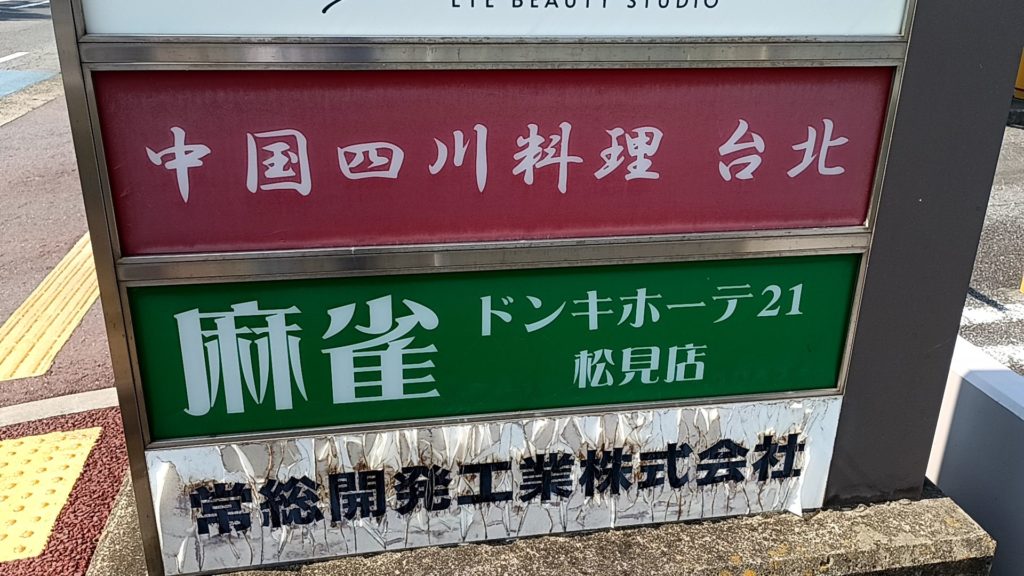 EYE BEAUTY STUDIO
中国四川料理 台北
麻雀 ドンキホーテ21
松見店
常総開発工業株式会社